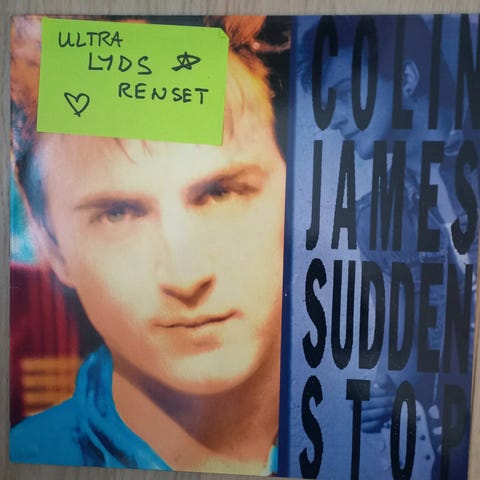 ULTRA
LYDS
RENSET
COLIN
JAMES
SUDDEN
STOP